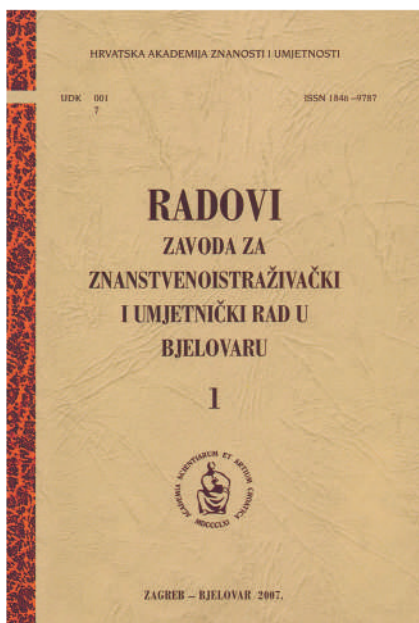 HRVATSKA AKADEMIJA ZNANOSTI I UMJETNOSTI
UDK 001
7
ISSN 1846–9787
RADOVI
ZAVODA ZA
ZNANSTVENOISTRAŽIVAČKI
I UMJETNIČKI RAD U
BJELOVARU
1
ACADEMIA SCIENTIARUM ET ARTIUM CROATICA
MDCCCLXI
ZAGREB – BJELOVAR 2007.